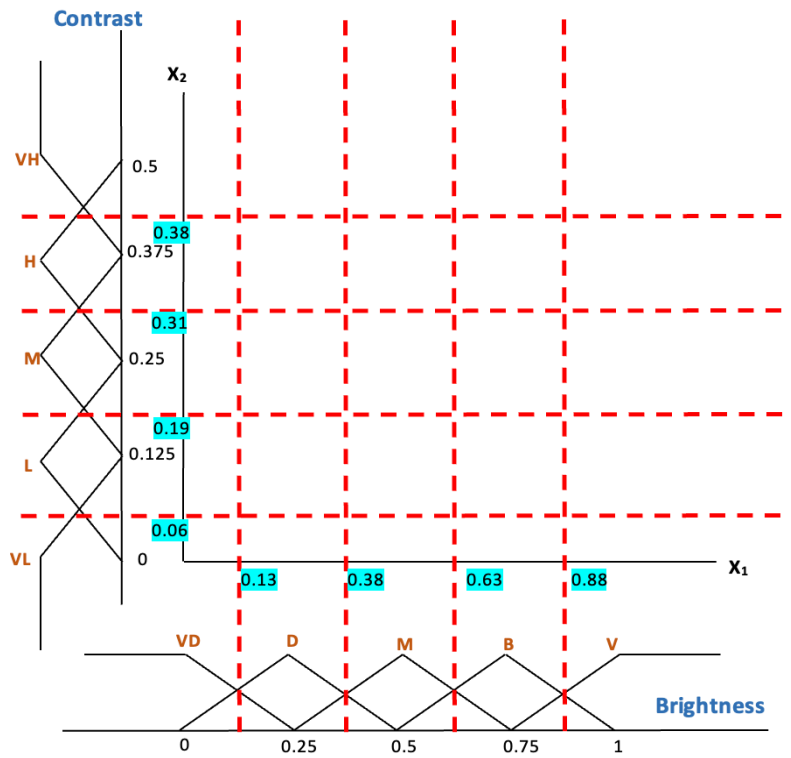 Contrast
X₂
VH
0.5
0.38
0.375
H
0.31
M
0.25
0.19
0.125
L
0.06
VL
0
X₁
0.13
0.38
0.63
0.88
VD
D
M
B
V
Brightness
0
0.25
0.5
0.75
1